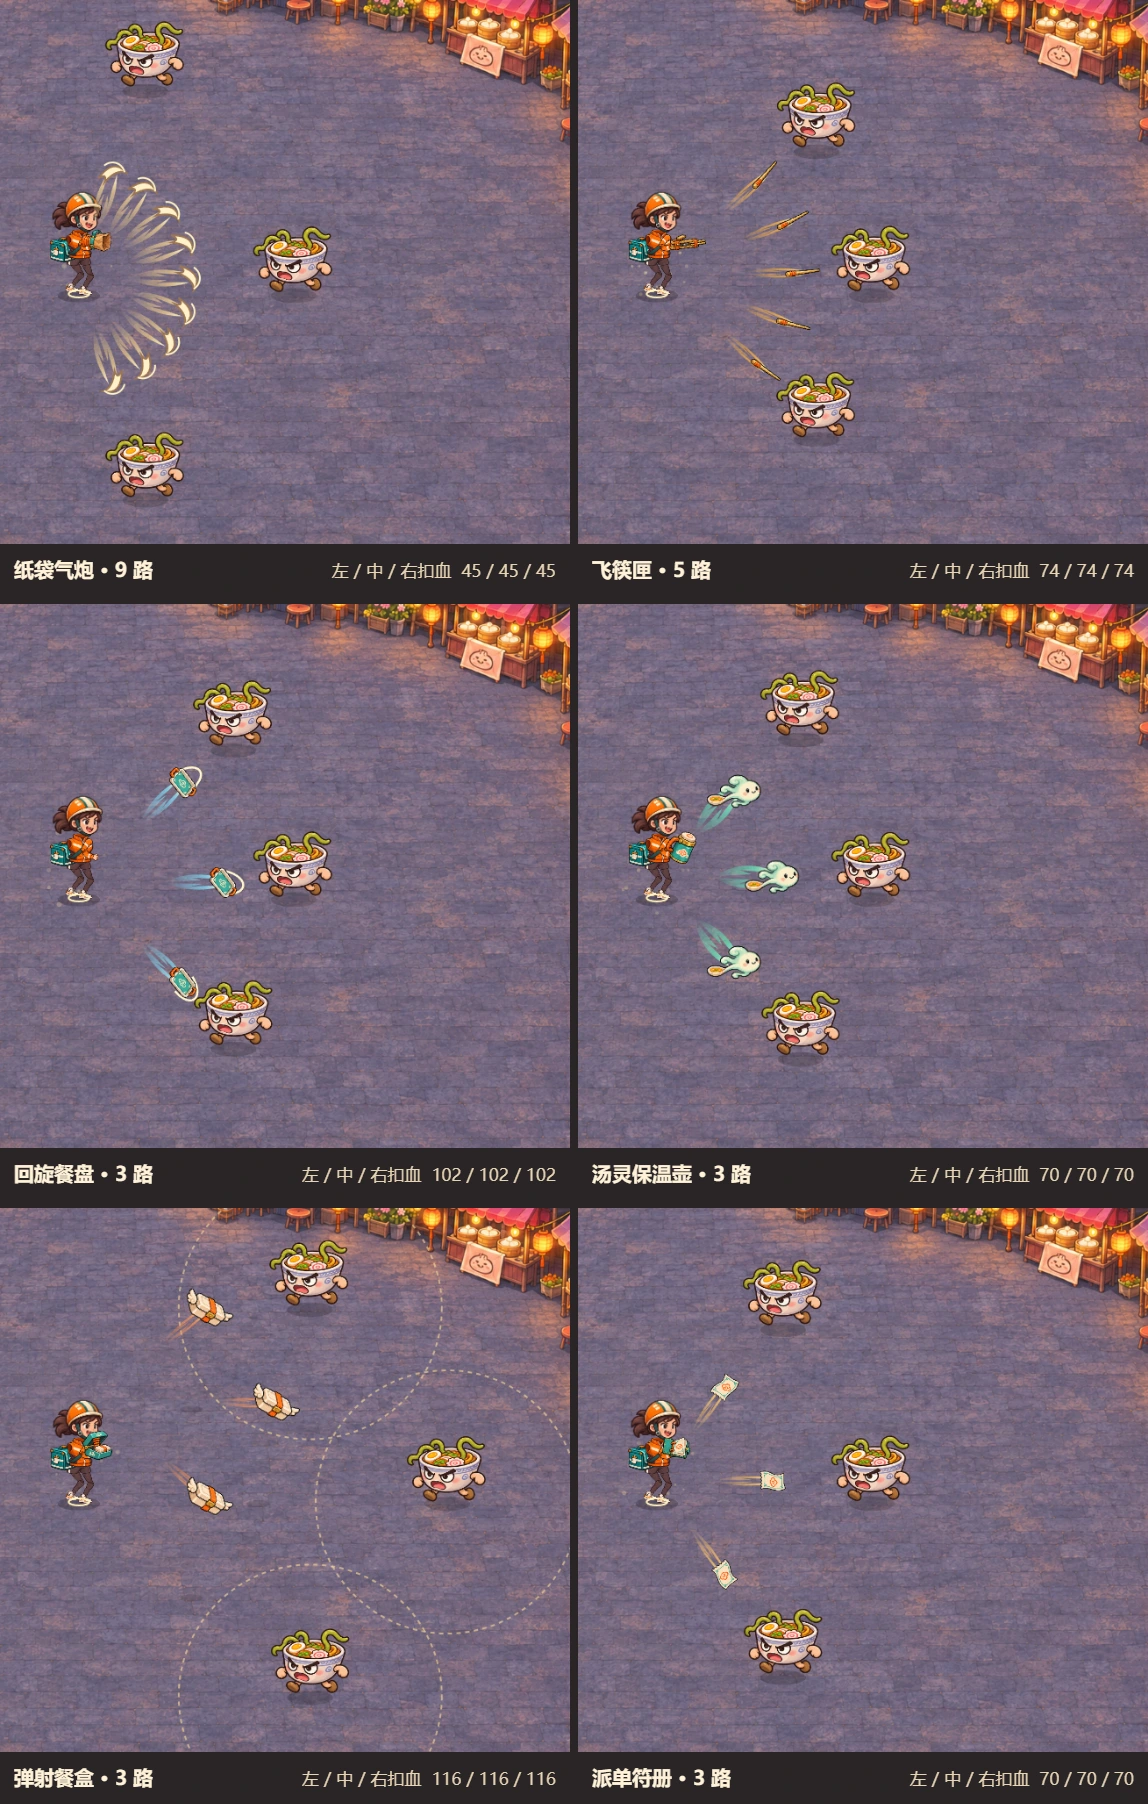 纸袋气炮·9 路
左 / 中 / 右扣血 45 / 45 / 45
飞筷匣·5 路
左 / 中 / 右扣血 74 / 74 / 74
回旋餐盘·3 路
左 / 中 / 右扣血 102 / 102 / 102
汤灵保温壶·3 路
左 / 中 / 右扣血 70 / 70 / 70
弹射餐盒·3 路
左 / 中 / 右扣血 116 / 116 / 116
派单符册·3 路
左 / 中 / 右扣血 70 / 70 / 70